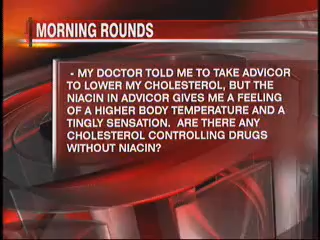 MORNING ROUNDS
- MY DOCTOR TOLD ME TO TAKE ADVICOR
TO LOWER MY CHOLESTEROL, BUT THE
NIACIN IN ADVICOR GIVES ME A FEELING
OF A HIGHER BODY TEMPERATURE AND A
TINGLY SENSATION. ARE THERE ANY
CHOLESTEROL CONTROLLING DRUGS
WITHOUT NIACIN?